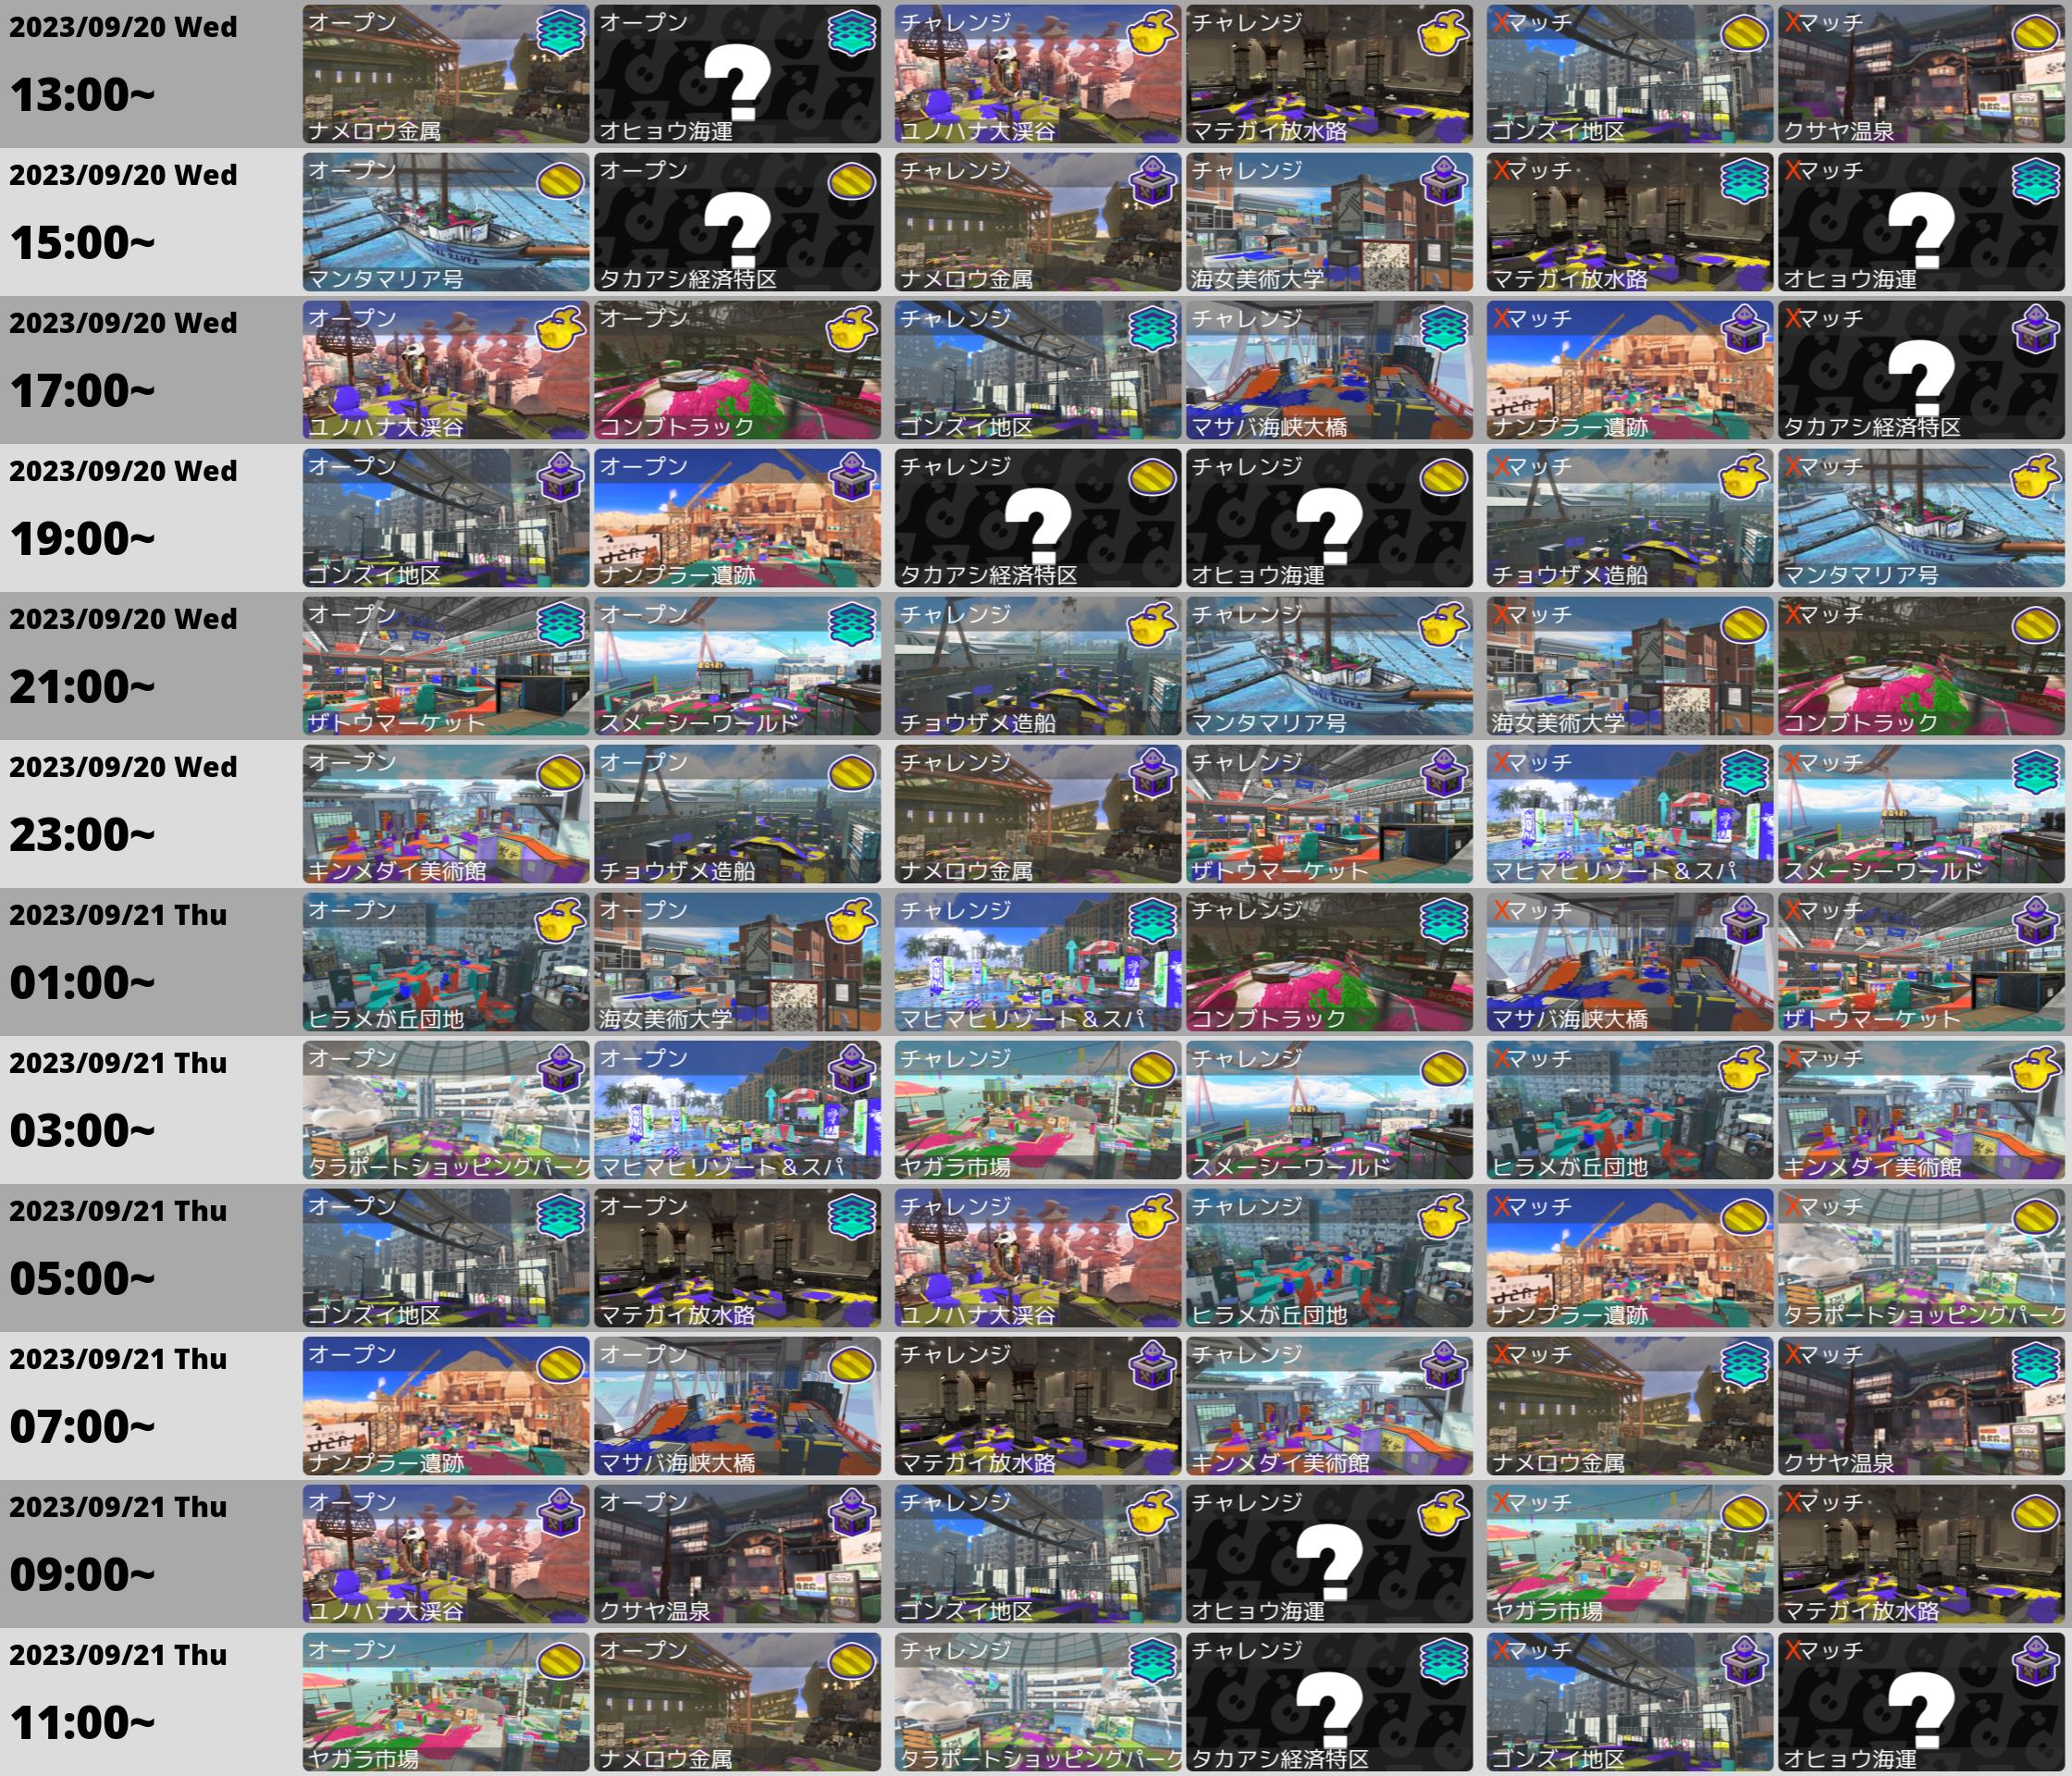 2023/09/20 Wed
13:00~
オープン オープン チャレンジ チャレンジ Xマッチ Xマッチ
ナメロウ金属 オヒョウ海運 ユノハナ大渓谷 マテガイ放水路 ゴンズイ地区 クサヤ温泉
2023/09/20 Wed
15:00~
オープン オープン チャレンジ チャレンジ Xマッチ Xマッチ
マンタマリア号 タカアシ経済特区 ナメロウ金属 海女美術大学 マテガイ放水路 オヒョウ海運
2023/09/20 Wed
17:00~
オープン オープン チャレンジ チャレンジ Xマッチ Xマッチ
ユノハナ大渓谷 コンブトラック ゴンズイ地区 マサバ海峡大橋 ナンプラー遺跡 タカアシ経済特区
2023/09/20 Wed
19:00~
オープン オープン チャレンジ チャレンジ Xマッチ Xマッチ
ゴンズイ地区 ナンプラー遺跡 タカアシ経済特区 オヒョウ海運 チョウザメ造船 マンタマリア号
2023/09/20 Wed
21:00~
オープン オープン チャレンジ チャレンジ Xマッチ Xマッチ
ザトウマーケット スメーシーワールド チョウザメ造船 マンタマリア号 海女美術大学 コンブトラック
2023/09/20 Wed
23:00~
オープン オープン チャレンジ チャレンジ Xマッチ Xマッチ
キンメダイ美術館 チョウザメ造船 ナメロウ金属 ザトウマーケット マヒマヒリゾート＆スパ スメーシーワールド
2023/09/21 Thu
01:00~
オープン オープン チャレンジ チャレンジ Xマッチ Xマッチ
ヒラメが丘団地 海女美術大学 マヒマヒリゾート＆スパ コンブトラック マサバ海峡大橋 ザトウマーケット
2023/09/21 Thu
03:00~
オープン オープン チャレンジ チャレンジ Xマッチ Xマッチ
タラポートショッピングパーク マヒマヒリゾート＆スパ ヤガラ市場 スメーシーワールド ヒラメが丘団地 キンメダイ美術館
2023/09/21 Thu
05:00~
オープン オープン チャレンジ チャレンジ Xマッチ Xマッチ
ゴンズイ地区 マテガイ放水路 ユノハナ大渓谷 ヒラメが丘団地 ナンプラー遺跡 タラポートショッピングパーク
2023/09/21 Thu
07:00~
オープン オープン チャレンジ チャレンジ Xマッチ Xマッチ
ナンプラー遺跡 マサバ海峡大橋 マテガイ放水路 キンメダイ美術館 ナメロウ金属 クサヤ温泉
2023/09/21 Thu
09:00~
オープン オープン チャレンジ チャレンジ Xマッチ Xマッチ
ユノハナ大渓谷 クサヤ温泉 ゴンズイ地区 オヒョウ海運 ヤガラ市場 マテガイ放水路
2023/09/21 Thu
11:00~
オープン オープン チャレンジ チャレンジ Xマッチ Xマッチ
ヤガラ市場 ナメロウ金属 タラポートショッピングパーク タカアシ経済特区 ゴンズイ地区 オヒョウ海運